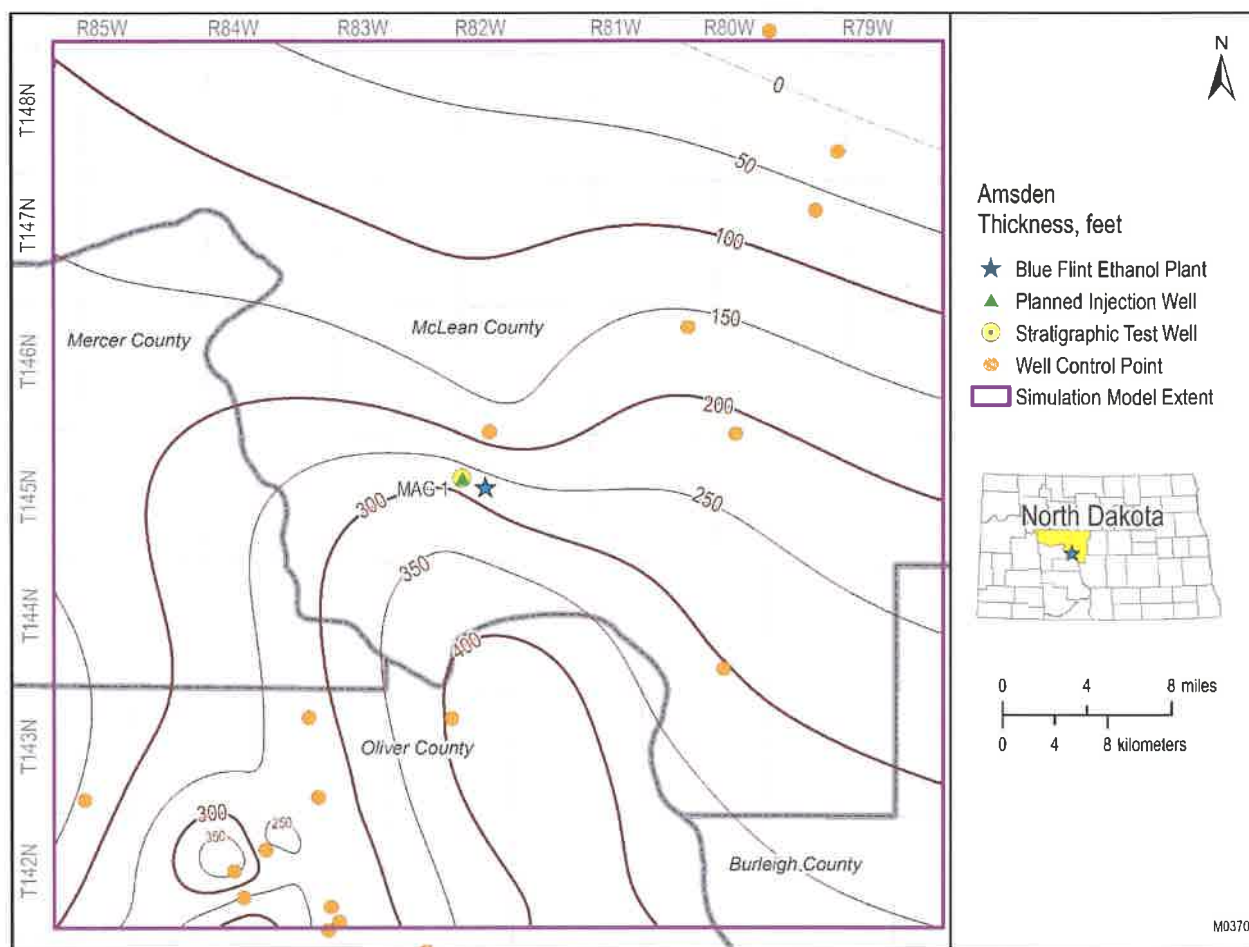 R85W R84W R83W R82W R81W R80W R79W
T148N
T147N
T146N
T145N
T144N
T143N
T142N
0
50
100
150
200
250
300
350
400
300
350
250
Mercer County
McLean County
MAG 1
Oliver County
Burleigh County
N
Amsden
Thickness, feet
Blue Flint Ethanol Plant
Planned Injection Well
Stratigraphic Test Well
Well Control Point
Simulation Model Extent
North Dakota
0 4 8 miles
0 4 8 kilometers
M0370